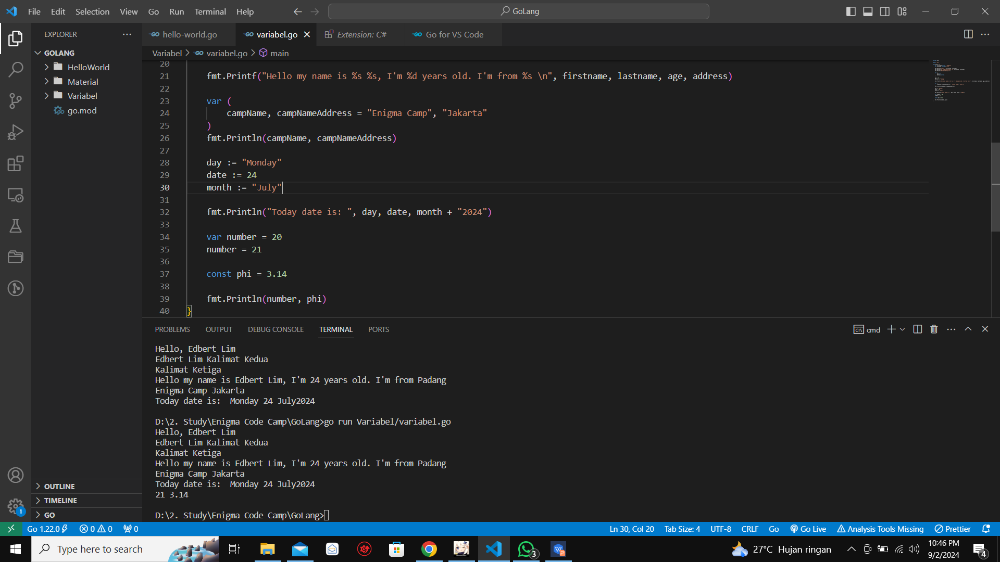 File Edit Selection View Go Run Terminal Help
GoLang
EXPLORER
hello-world.go
variabel.go
Extension: C#
Go for VS Code
GOLANG
HelloWorld
Material
Variabel
go.mod
Variabel > variabel.go > main
20
21 fmt.Printf("Hello my name is %s %s, I'm %d years old. I'm from %s \n", firstname, lastname, age, address)
22
23 var (
24 campName, campNameAddress = "Enigma Camp", "Jakarta"
25 )
26 fmt.Println(campName, campNameAddress)
27
28 day := "Monday"
29 date := 24
30 month := "July"
31
32 fmt.Println("Today date is: ", day, date, month + "2024")
33
34 var number = 20
35 number = 21
36
37 const phi = 3.14
38
39 fmt.Println(number, phi)
40 }
PROBLEMS OUTPUT DEBUG CONSOLE TERMINAL PORTS
cmd
Hello, Edbert Lim
Edbert Lim Kalimat Kedua
Kalimat Ketiga
Hello my name is Edbert Lim, I'm 24 years old. I'm from Padang
Enigma Camp Jakarta
Today date is:  Monday 24 July2024
D:\2. Study\Enigma Code Camp\GoLang>go run Variabel/variabel.go
Hello, Edbert Lim
Edbert Lim Kalimat Kedua
Kalimat Ketiga
Hello my name is Edbert Lim, I'm 24 years old. I'm from Padang
Enigma Camp Jakarta
Today date is:  Monday 24 July2024
21 3.14
D:\2. Study\Enigma Code Camp\GoLang>
OUTLINE
TIMELINE
GO
1
Go 1.22.0 0 0 0
Ln 30, Col 20 Tab Size: 4 UTF-8 CRLF Go Go Live Analysis Tools Missing Prettier
Type here to search
3
27°C Hujan ringan
10:46 PM
9/2/2024
4